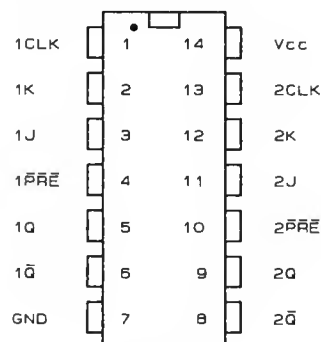 1CLK 1 14 Vcc
1K 2 13 2CLK
1J 3 12 2K
1P̅R̅E̅ 4 11 2J
1Q 5 10 2P̅R̅E̅
1Q̅ 6 9 2Q
GND 7 8 2Q̅